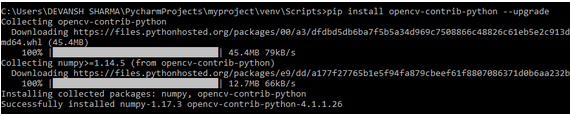 C:\Users\DEVANSH SHARMA\PycharmProjects\myproject\venv\Scripts>pip install opencv-contrib-python --upgrade
Collecting opencv-contrib-python
Downloading https://files.pythonhosted.org/packages/00/a3/dfdbd5db6ba7f5b5a34d969c7508866c48826c61eb5e2c913d
md64.whl (45.4MB)
100% | | 45.4MB 79kB/s
Collecting numpy>=1.14.5 (from opencv-contrib-python)
Downloading https://files.pythonhosted.org/packages/e9/dd/a177f27765b1e5f94fa879cbeef61f8807086371d0b6aa232b
100% | | 12.7MB 66kB/s
Installing collected packages: numpy, opencv-contrib-python
Successfully installed numpy-1.17.3 opencv-contrib-python-4.1.1.26